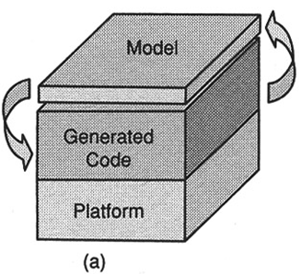 Model
Generated
Code
Platform
(a)